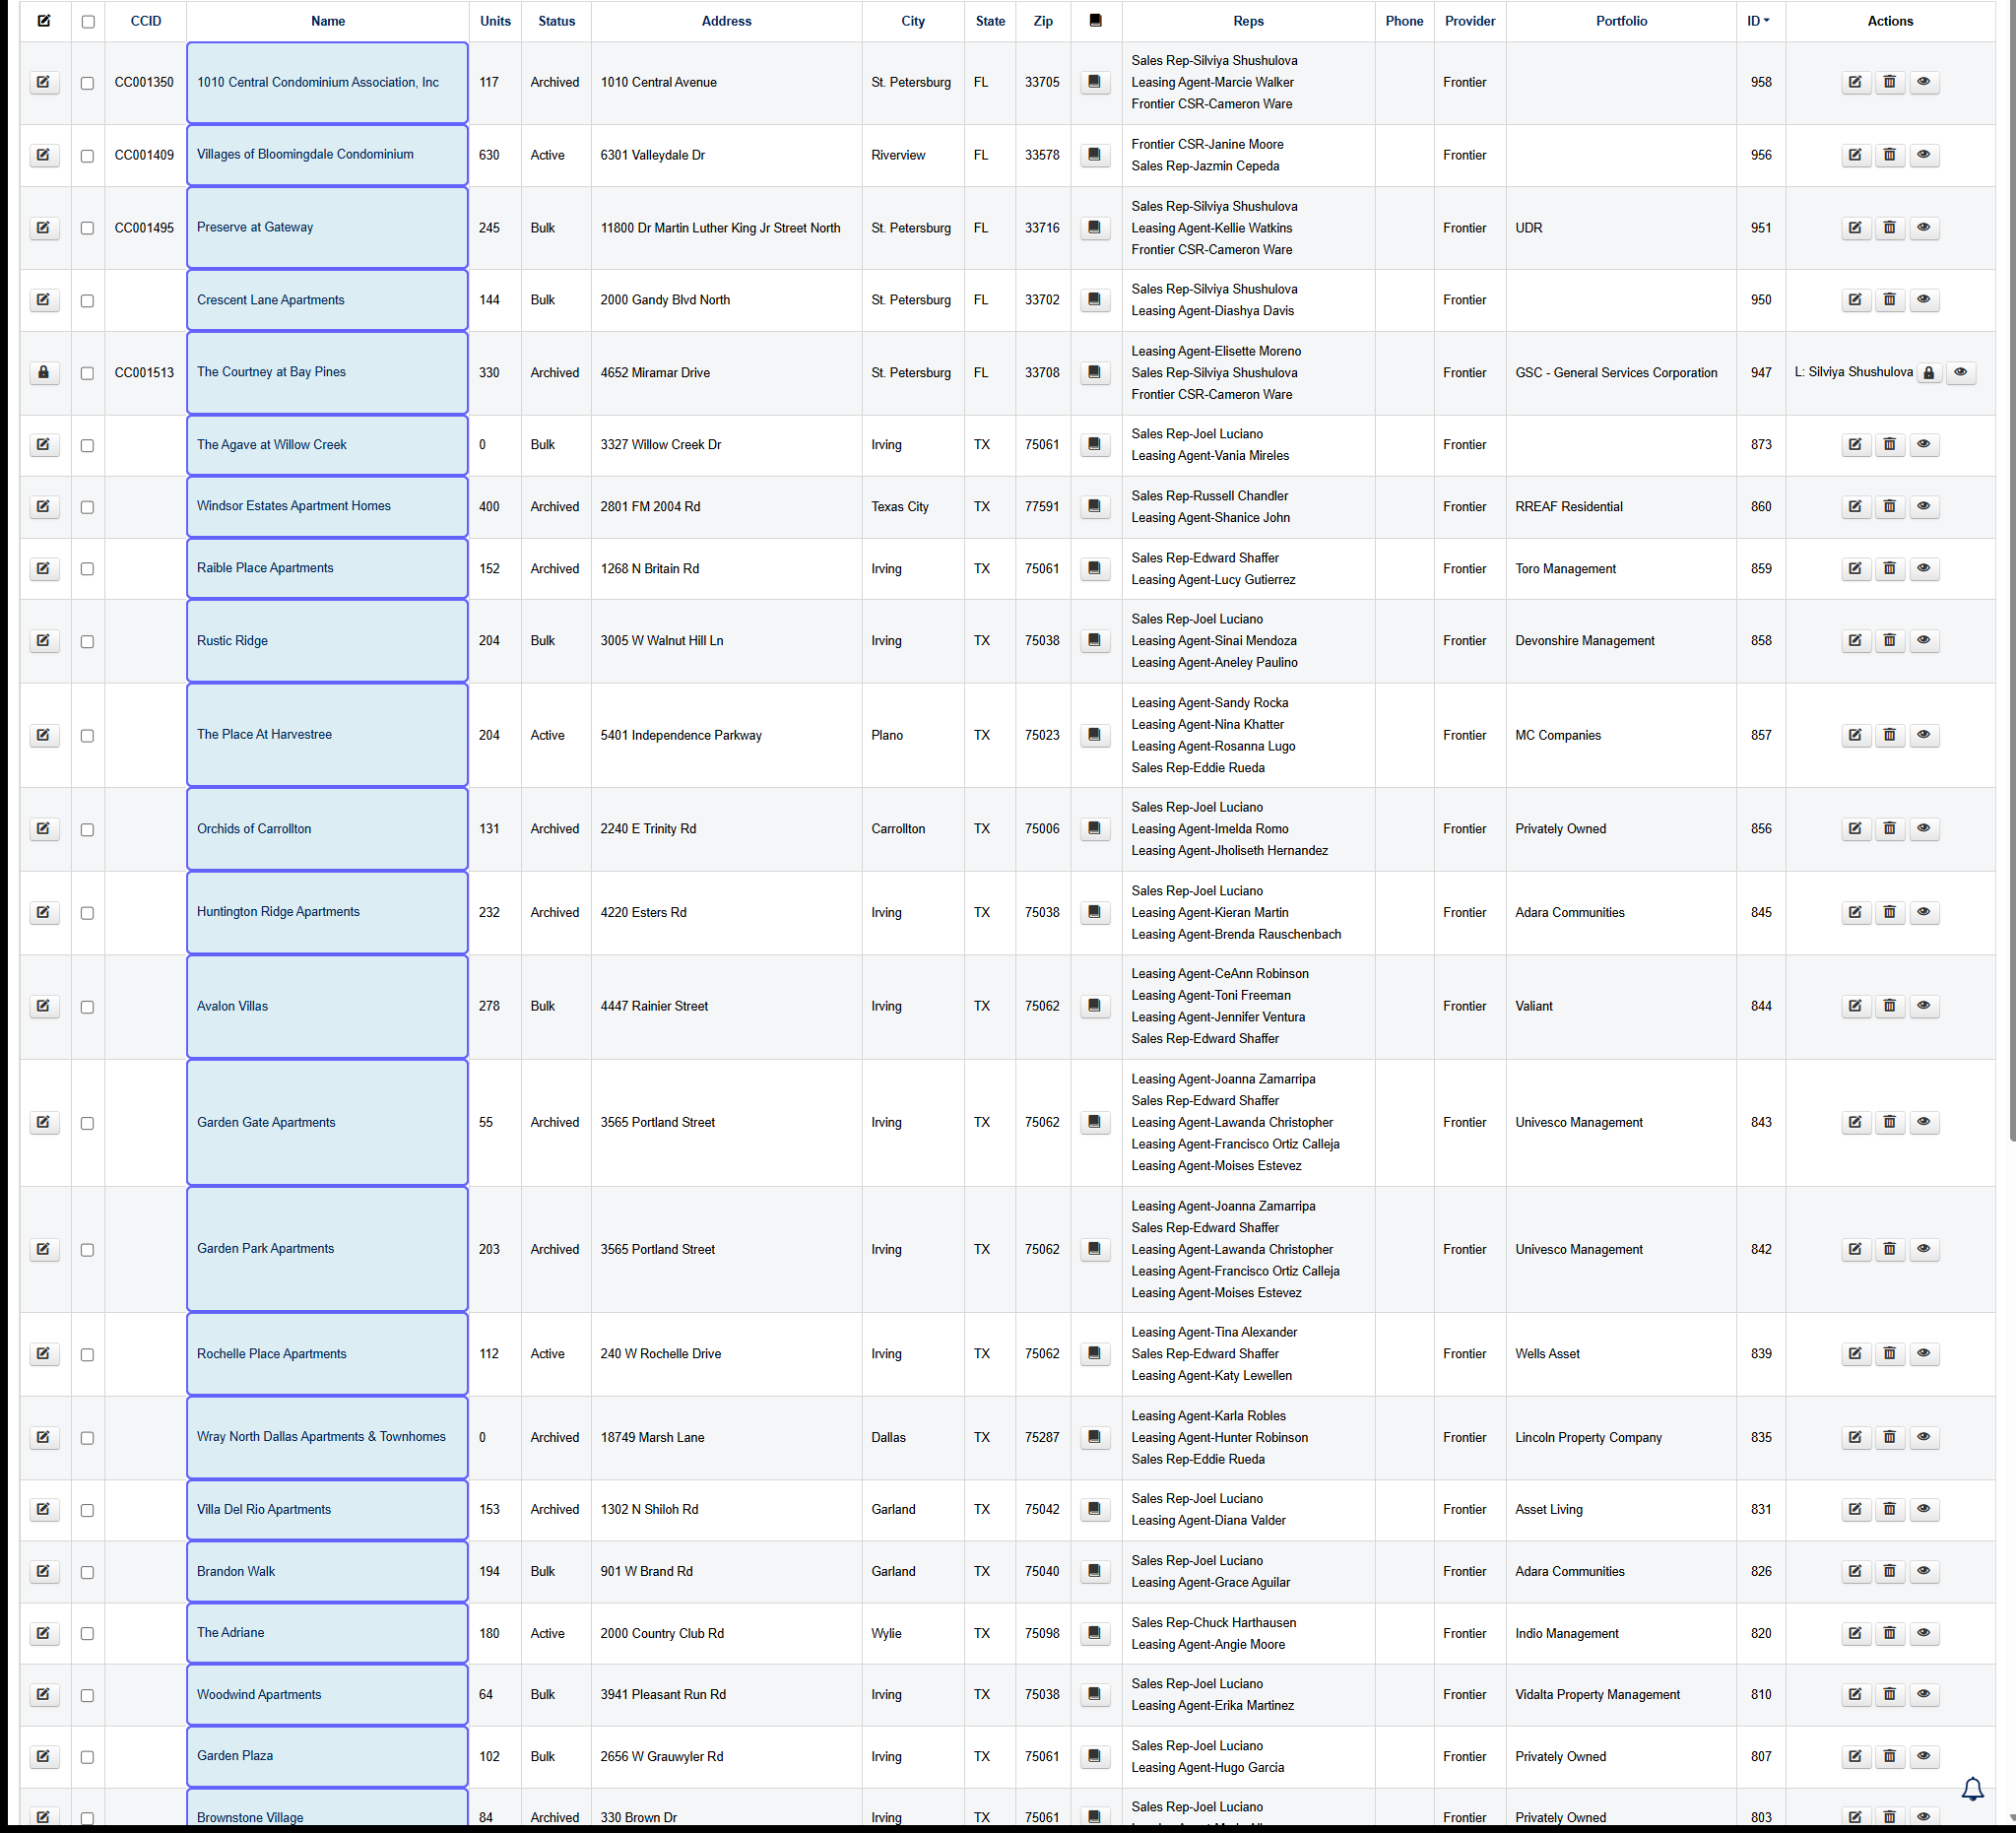 CCID Name Units Status Address City State Zip Reps Phone Provider Portfolio ID Actions
CC001350 1010 Central Condominium Association, Inc 117 Archived 1010 Central Avenue St. Petersburg FL 33705 Sales Rep-Silviya Shushulova Frontier 958
Leasing Agent-Marcie Walker
Frontier CSR-Cameron Ware
CC001409 Villages of Bloomingdale Condominium 630 Active 6301 Valleydale Dr Riverview FL 33578 Frontier CSR-Janine Moore Frontier 956
Sales Rep-Jazmin Cepeda
CC001495 Preserve at Gateway 245 Bulk 11800 Dr Martin Luther King Jr Street North St. Petersburg FL 33716 Sales Rep-Silviya Shushulova Frontier UDR 951
Leasing Agent-Kellie Watkins
Frontier CSR-Cameron Ware
Crescent Lane Apartments 144 Bulk 2000 Gandy Blvd North St. Petersburg FL 33702 Sales Rep-Silviya Shushulova Frontier 950
Leasing Agent-Diashya Davis
CC001513 The Courtney at Bay Pines 330 Archived 4652 Miramar Drive St. Petersburg FL 33708 Leasing Agent-Elisette Moreno Frontier GSC - General Services Corporation 947 L: Silviya Shushulova
Sales Rep-Silviya Shushulova
Frontier CSR-Cameron Ware
The Agave at Willow Creek 0 Bulk 3327 Willow Creek Dr Irving TX 75061 Sales Rep-Joel Luciano Frontier 873
Leasing Agent-Vania Mireles
Windsor Estates Apartment Homes 400 Archived 2801 FM 2004 Rd Texas City TX 77591 Sales Rep-Russell Chandler Frontier RREAF Residential 860
Leasing Agent-Shanice John
Raible Place Apartments 152 Archived 1268 N Britain Rd Irving TX 75061 Sales Rep-Edward Shaffer Frontier Toro Management 859
Leasing Agent-Lucy Gutierrez
Rustic Ridge 204 Bulk 3005 W Walnut Hill Ln Irving TX 75038 Sales Rep-Joel Luciano Frontier Devonshire Management 858
Leasing Agent-Sinai Mendoza
Leasing Agent-Aneley Paulino
The Place At Harvestree 204 Active 5401 Independence Parkway Plano TX 75023 Leasing Agent-Sandy Rocka Frontier MC Companies 857
Leasing Agent-Nina Khatter
Leasing Agent-Rosanna Lugo
Sales Rep-Eddie Rueda
Orchids of Carrollton 131 Archived 2240 E Trinity Rd Carrollton TX 75006 Sales Rep-Joel Luciano Frontier Privately Owned 856
Leasing Agent-Imelda Romo
Leasing Agent-Jholiseth Hernandez
Huntington Ridge Apartments 232 Archived 4220 Esters Rd Irving TX 75038 Sales Rep-Joel Luciano Frontier Adara Communities 845
Leasing Agent-Kieran Martin
Leasing Agent-Brenda Rauschenbach
Avalon Villas 278 Bulk 4447 Rainier Street Irving TX 75062 Leasing Agent-CeAnn Robinson Frontier Valiant 844
Leasing Agent-Toni Freeman
Leasing Agent-Jennifer Ventura
Sales Rep-Edward Shaffer
Garden Gate Apartments 55 Archived 3565 Portland Street Irving TX 75062 Leasing Agent-Joanna Zamarripa Frontier Univesco Management 843
Sales Rep-Edward Shaffer
Leasing Agent-Lawanda Christopher
Leasing Agent-Francisco Ortiz Calleja
Leasing Agent-Moises Estevez
Garden Park Apartments 203 Archived 3565 Portland Street Irving TX 75062 Leasing Agent-Joanna Zamarripa Frontier Univesco Management 842
Sales Rep-Edward Shaffer
Leasing Agent-Lawanda Christopher
Leasing Agent-Francisco Ortiz Calleja
Leasing Agent-Moises Estevez
Rochelle Place Apartments 112 Active 240 W Rochelle Drive Irving TX 75062 Leasing Agent-Tina Alexander Frontier Wells Asset 839
Sales Rep-Edward Shaffer
Leasing Agent-Katy Lewellen
Wray North Dallas Apartments & Townhomes 0 Archived 18749 Marsh Lane Dallas TX 75287 Leasing Agent-Karla Robles Frontier Lincoln Property Company 835
Leasing Agent-Hunter Robinson
Sales Rep-Eddie Rueda
Villa Del Rio Apartments 153 Archived 1302 N Shiloh Rd Garland TX 75042 Sales Rep-Joel Luciano Frontier Asset Living 831
Leasing Agent-Diana Valder
Brandon Walk 194 Bulk 901 W Brand Rd Garland TX 75040 Sales Rep-Joel Luciano Frontier Adara Communities 826
Leasing Agent-Grace Aguilar
The Adriane 180 Active 2000 Country Club Rd Wylie TX 75098 Sales Rep-Chuck Harthausen Frontier Indio Management 820
Leasing Agent-Angie Moore
Woodwind Apartments 64 Bulk 3941 Pleasant Run Rd Irving TX 75038 Sales Rep-Joel Luciano Frontier Vidalta Property Management 810
Leasing Agent-Erika Martinez
Garden Plaza 102 Bulk 2656 W Grauwyler Rd Irving TX 75061 Sales Rep-Joel Luciano Frontier Privately Owned 807
Leasing Agent-Hugo Garcia
Brownstone Village 84 Archived 330 Brown Dr Irving TX 75061 Sales Rep-Joel Luciano Frontier Privately Owned 803